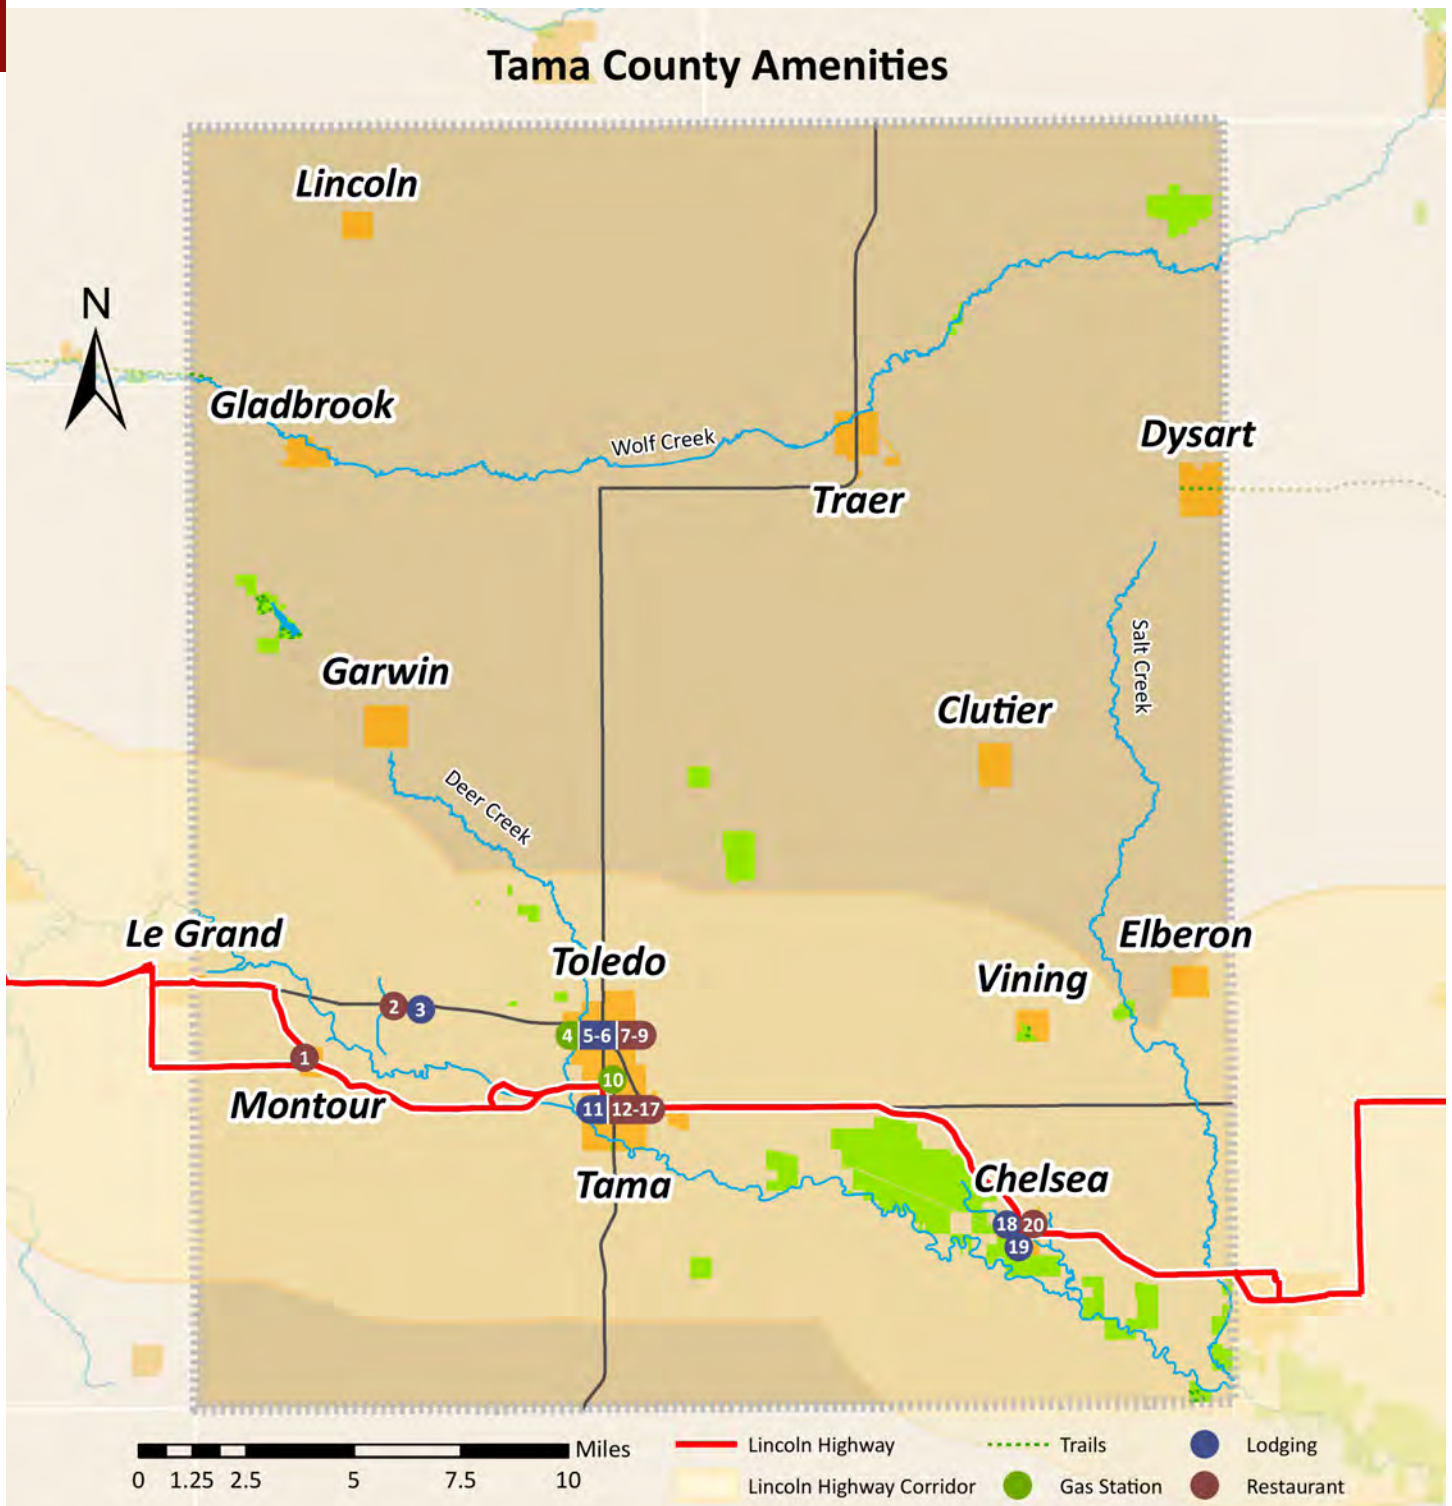 Tama County Amenities
Lincoln
N
Gladbrook
Wolf Creek
Dysart
Traer
Salt Creek
Garwin
Clutier
Deer Creek
Le Grand
Toledo
Elberon
Vining
2
3
4 5-6 7-9
1
10
Montour
11 12-17
Tama
Chelsea
18 20
19
Miles
0 1.25 2.5 5 7.5 10
Lincoln Highway
Trails
Lodging
Lincoln Highway Corridor
Gas Station
Restaurant